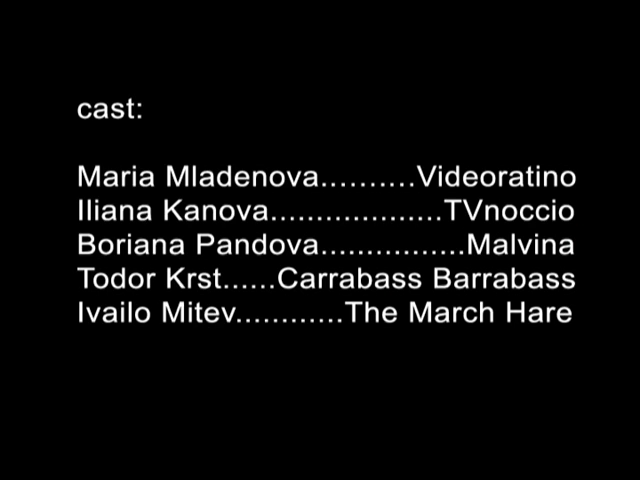 cast:
Maria Mladenova..........Videoratino
Iliana Kanova...................TVnoccio
Boriana Pandova................Malvina
Todor Krst......Carrabass Barrabass
Ivailo Mitev............The March Hare